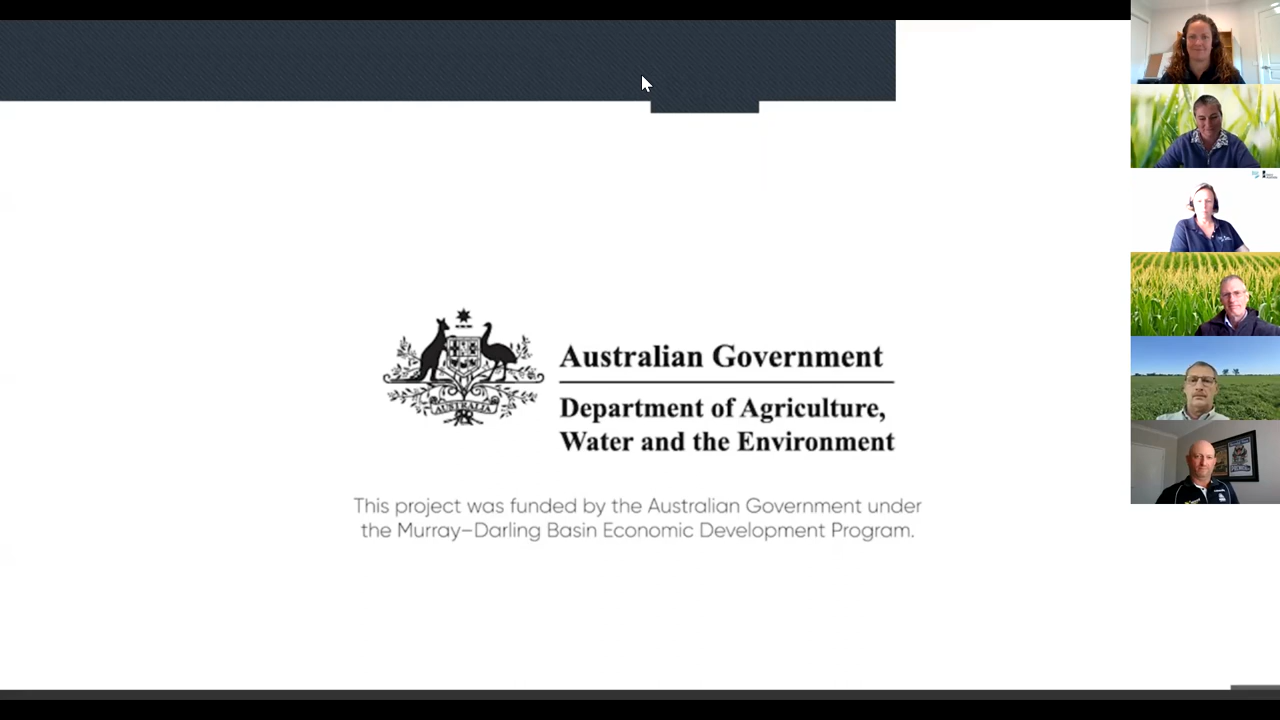 Australian Government
Department of Agriculture,
Water and the Environment
AUSTRALIA
This project was funded by the Australian Government under
the Murray–Darling Basin Economic Development Program.